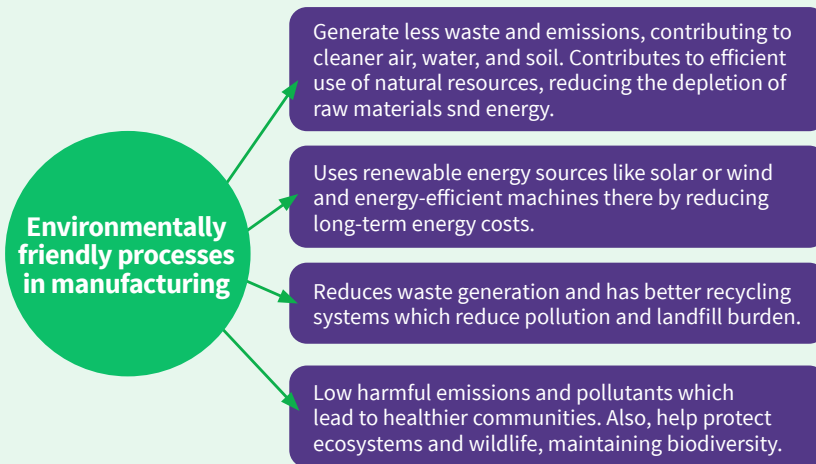 Generate less waste and emissions, contributing to
cleaner air, water, and soil. Contributes to efficient
use of natural resources, reducing the depletion of
raw materials snd energy.
Environmentally
friendly processes
in manufacturing
Uses renewable energy sources like solar or wind
and energy-efficient machines there by reducing
long-term energy costs.
Reduces waste generation and has better recycling
systems which reduce pollution and landfill burden.
Low harmful emissions and pollutants which
lead to healthier communities. Also, help protect
ecosystems and wildlife, maintaining biodiversity.